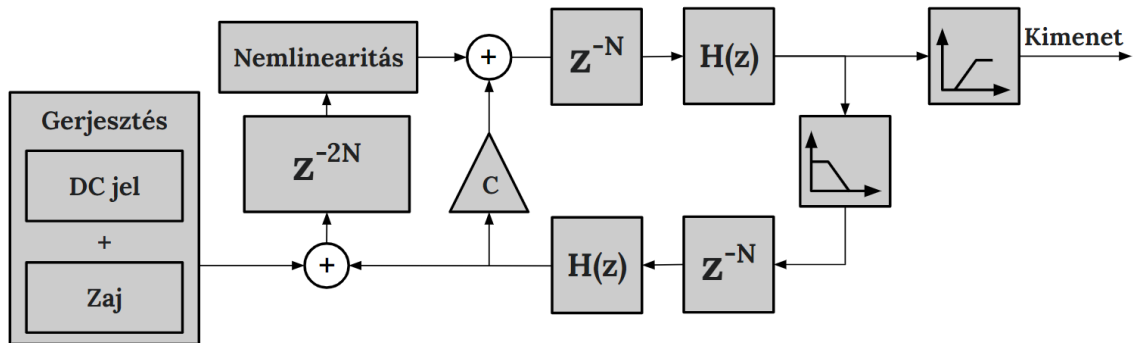 Gerjesztés
DC jel
+
Zaj
Nemlinearitás
z⁻²ᴺ
+
+
C
z⁻ᴺ
H(z)
Kimenet
H(z)
z⁻ᴺ